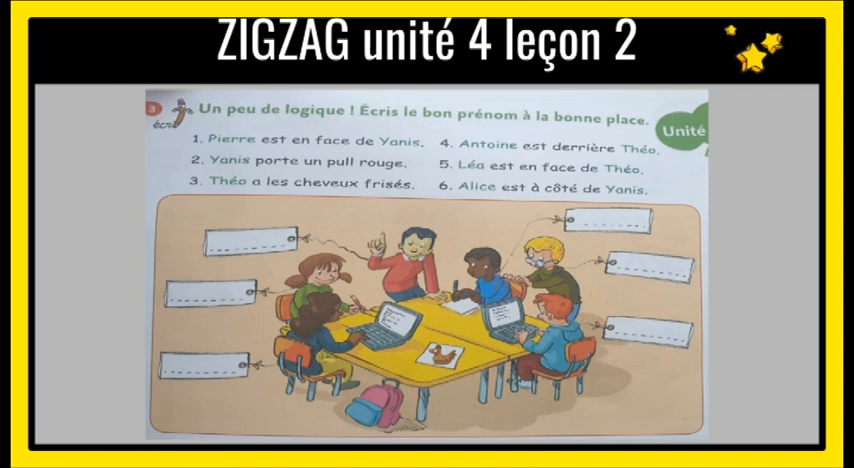 ZIGZAG unité 4 leçon 2
3 Un peu de logique ! Écris le bon prénom à la bonne place.
Unité
1. Pierre est en face de Yanis.
2. Yanis porte un pull rouge.
3. Théo a les cheveux frisés.
4. Antoine est derrière Théo.
5. Léa est en face de Théo.
6. Alice est à côté de Yanis.